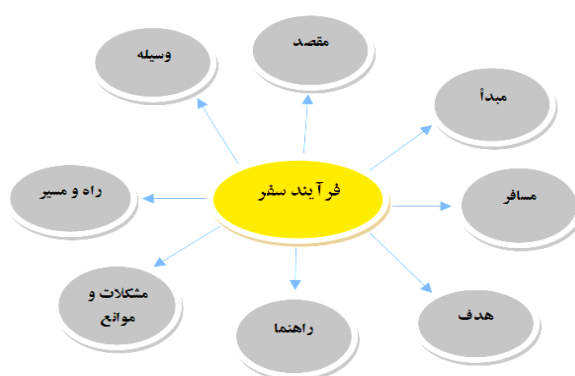 مقصد
وسیله
مبدأ
فرآیند سفر
راه و مسیر
مسافر
مشکلات و
موانع
هدف
راهنما